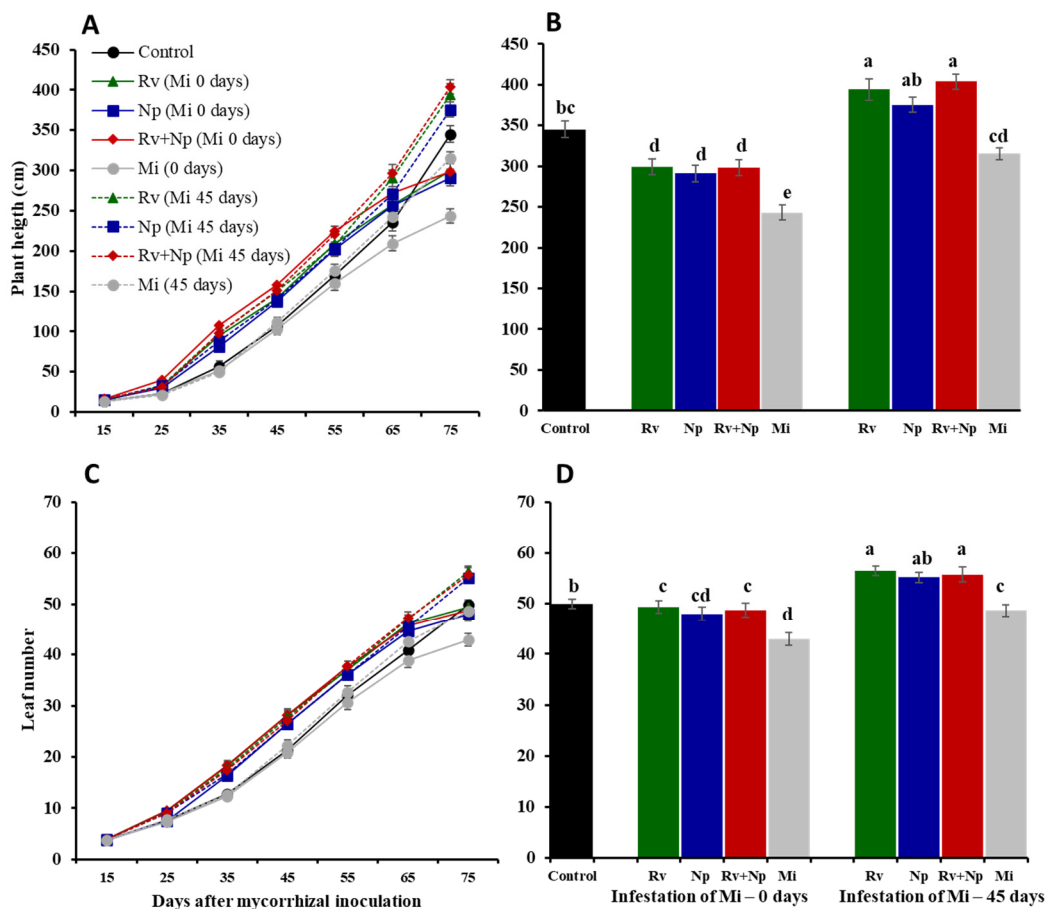 A
Plant heigth (cm)
450
400
350
300
250
200
150
100
50
0
Control
Rv (Mi 0 days)
Np (Mi 0 days)
Rv+Np (Mi 0 days)
Mi (0 days)
Rv (Mi 45 days)
Np (Mi 45 days)
Rv+Np (Mi 45 days)
Mi (45 days)
15 25 35 45 55 65 75
B
450
400
350
300
250
200
150
100
50
0
bc d d d e a ab a cd
Control Rv Np Rv+Np Mi Rv Np Rv+Np Mi
C
Leaf number
70
60
50
40
30
20
10
0
15 25 35 45 55 65 75
Days after mycorrhizal inoculation
D
70
60
50
40
30
20
10
0
b c cd c d a ab a c
Control Rv Np Rv+Np Mi Rv Np Rv+Np Mi
Infestation of Mi – 0 days Infestation of Mi – 45 days